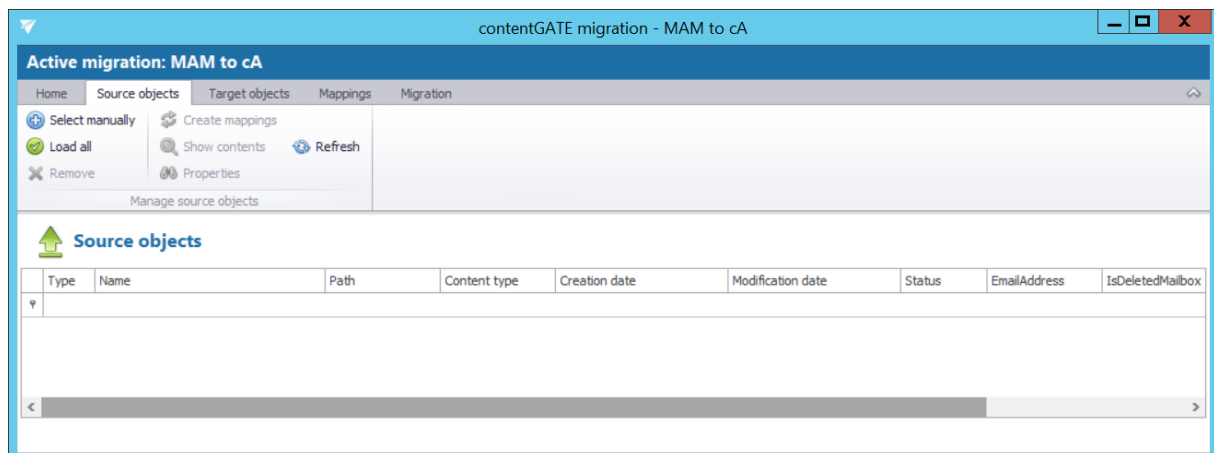 contentGATE migration - MAM to cA
Active migration: MAM to cA
Home Source objects Target objects Mappings Migration
Select manually Create mappings
Load all Show contents Refresh
Remove Properties
Manage source objects
Source objects
Type Name Path Content type Creation date Modification date Status EmailAddress IsDeletedMailbox